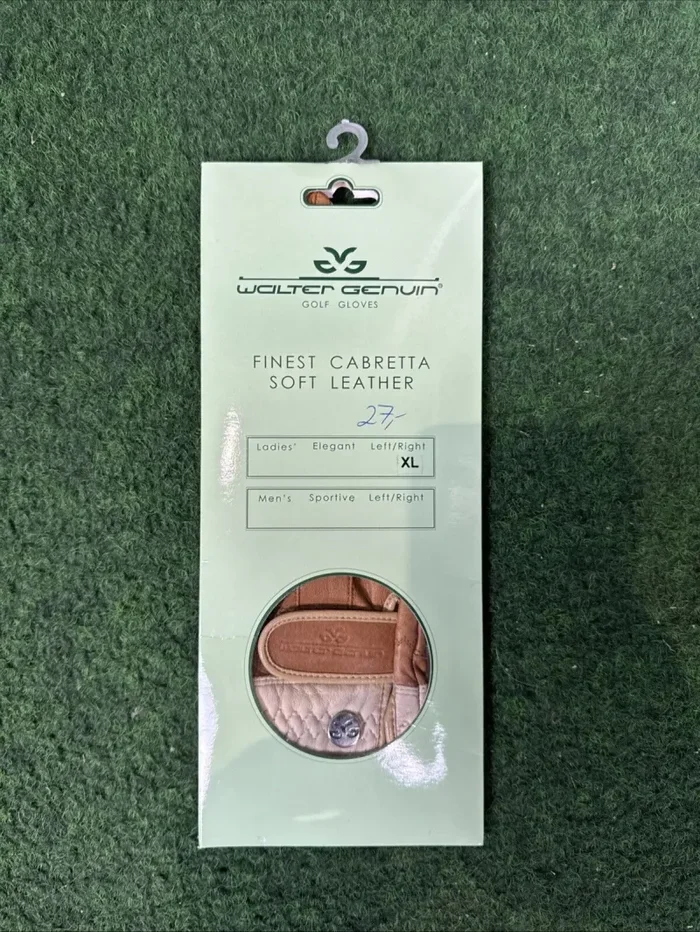 WALTER GENUIN®
GOLF GLOVES
FINEST CABRETTA
SOFT LEATHER
27,-
Ladies' Elegant Left/Right
XL
Men's Sportive Left/Right
WALTER GENUIN